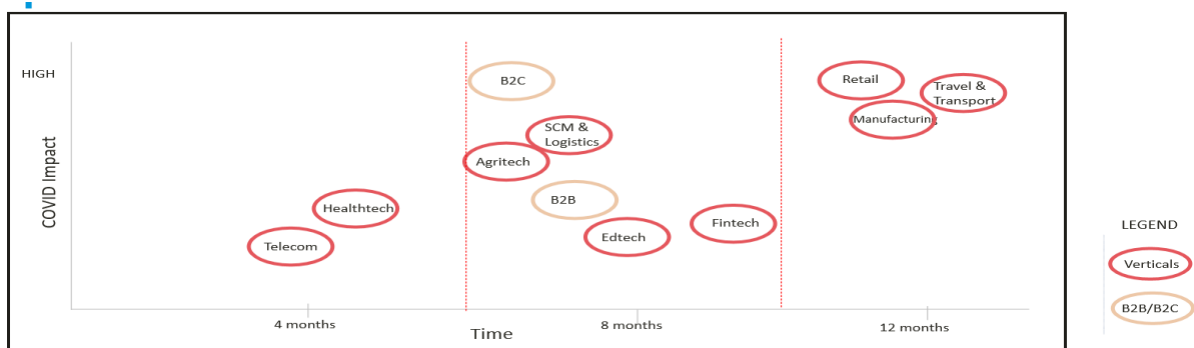 HIGH
COVID Impact
B2C
Retail
Travel &
Transport
Manufacturing
SCM &
Logistics
Agritech
B2B
Healthtech
Telecom
Edtech
Fintech
4 months
Time
8 months
12 months
LEGEND
Verticals
B2B/B2C